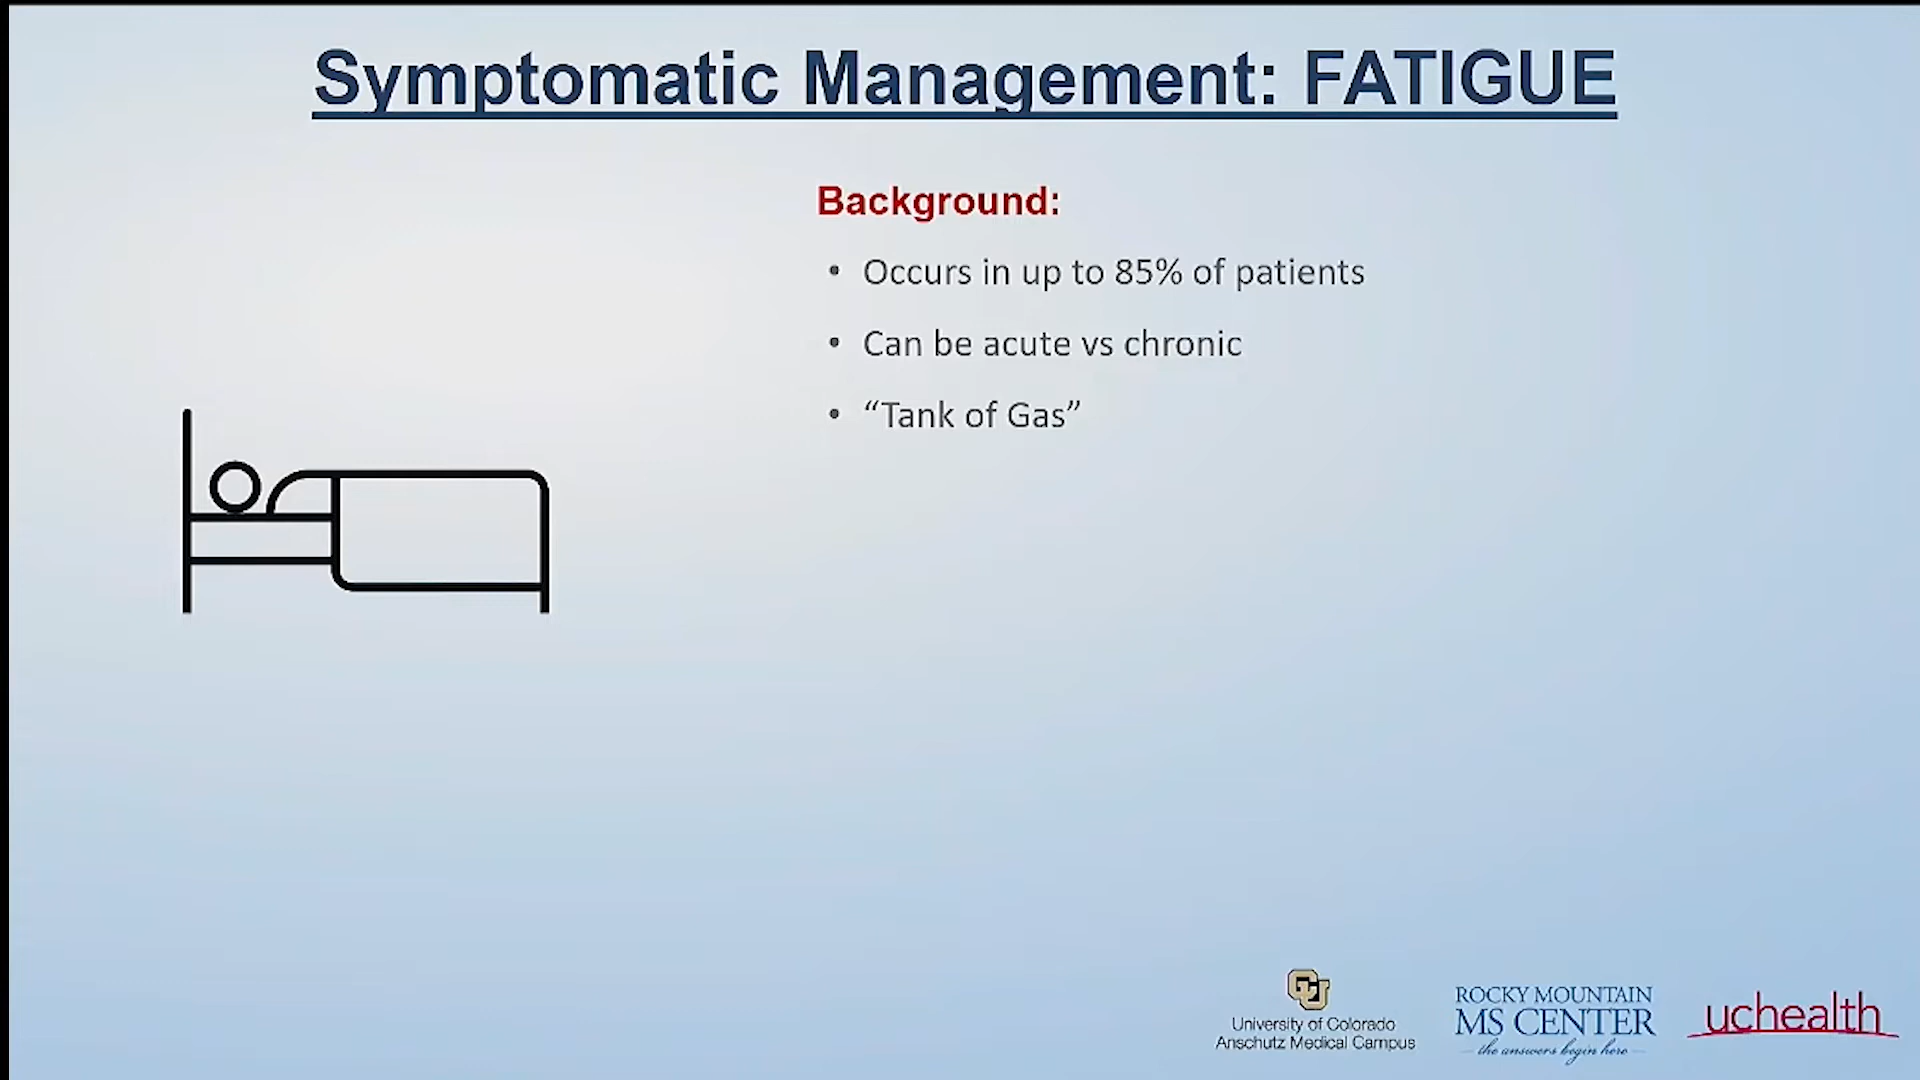 Symptomatic Management: FATIGUE
Background:
• Occurs in up to 85% of patients
• Can be acute vs chronic
• “Tank of Gas”
CU
University of Colorado
Anschutz Medical Campus
ROCKY MOUNTAIN
MS CENTER
the answers begin here
uchealth